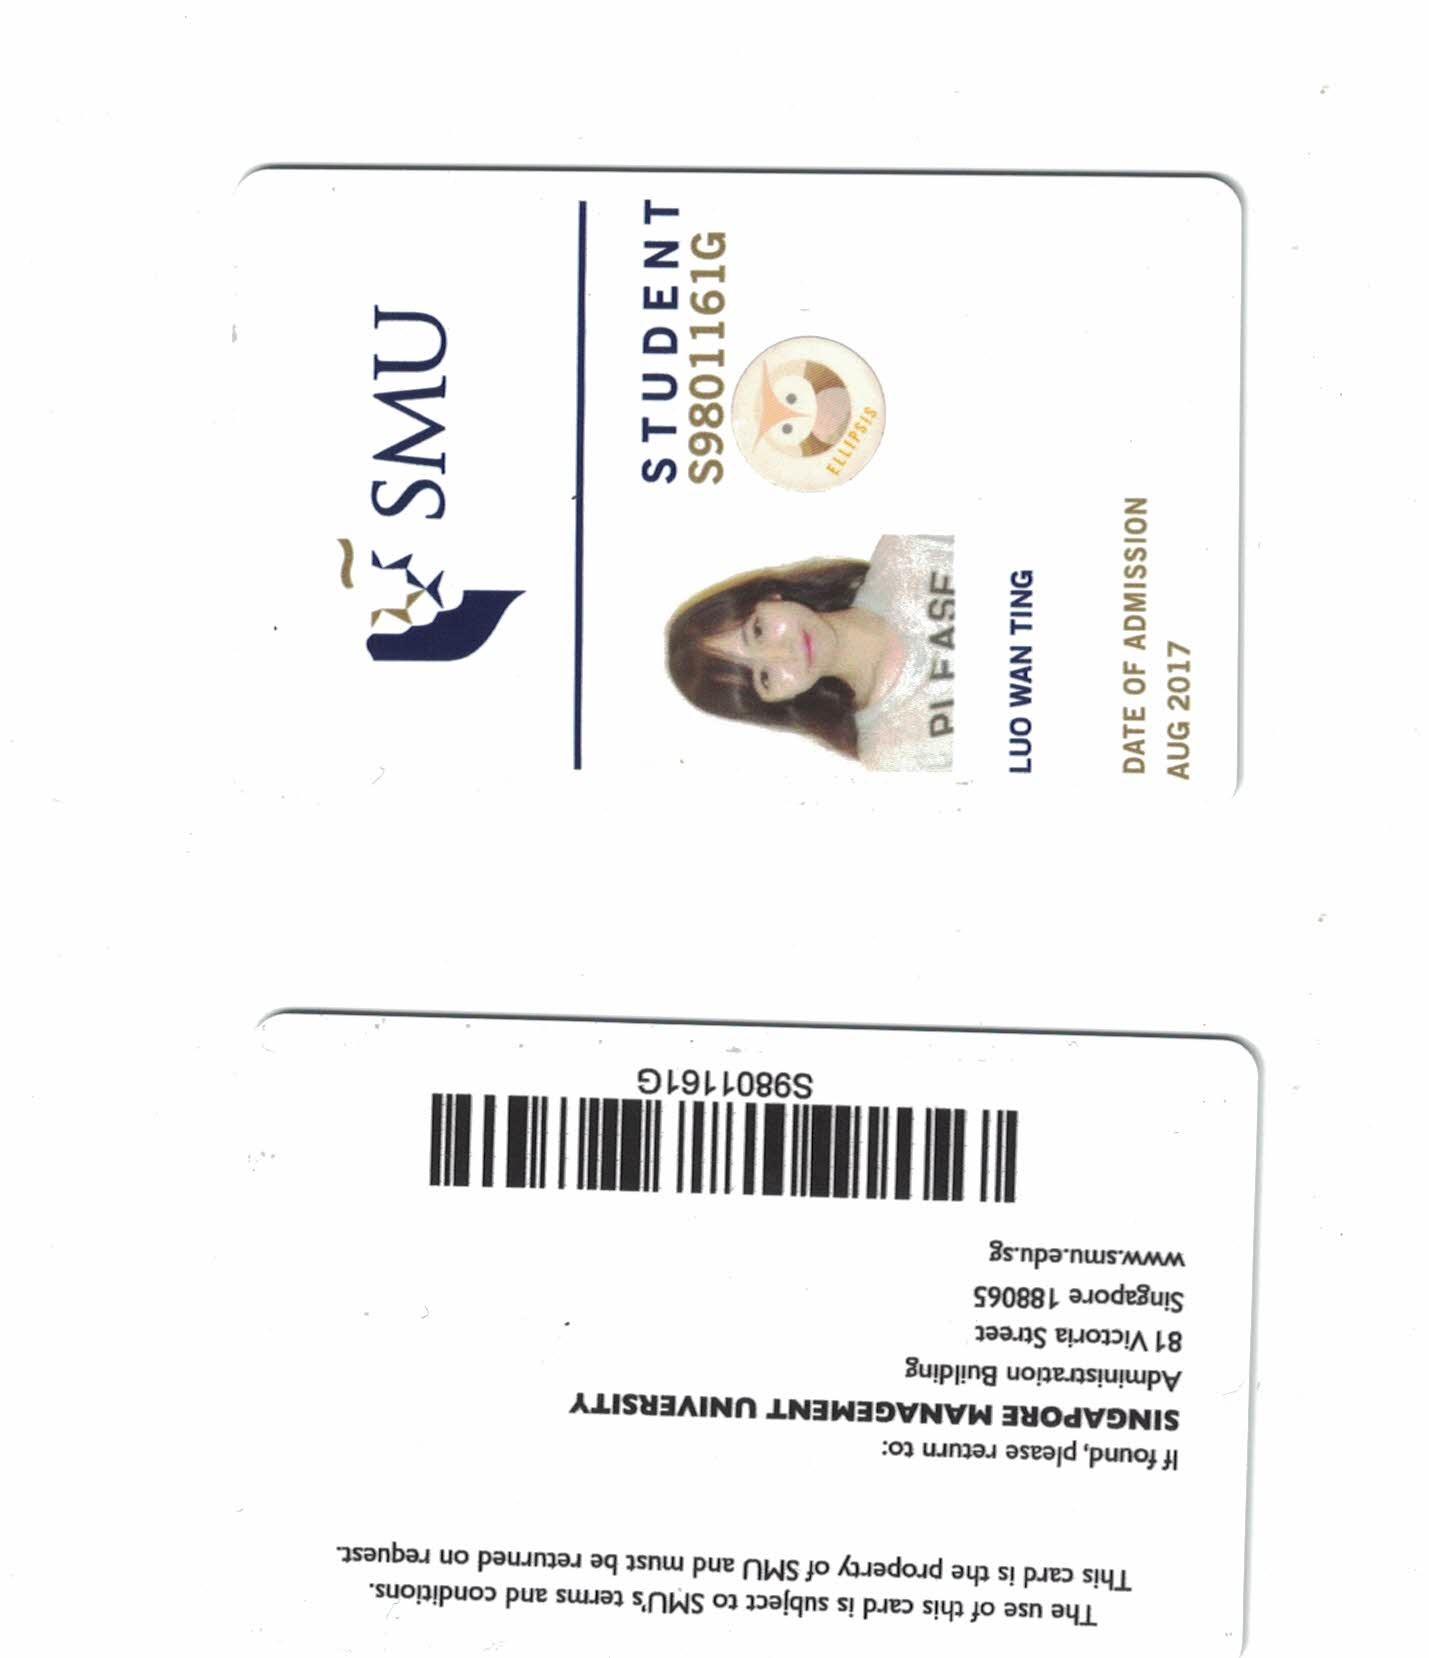 SMU
STUDENT
S9801161G
ELLIPSIS
PLEASE
LUO WAN TING
DATE OF ADMISSION
AUG 2017
The use of this card is subject to SMU's terms and conditions.
This card is the property of SMU and must be returned on request.
If found, please return to:
SINGAPORE MANAGEMENT UNIVERSITY
Administration Building
81 Victoria Street
Singapore 188065
www.smu.edu.sg
S9801161G